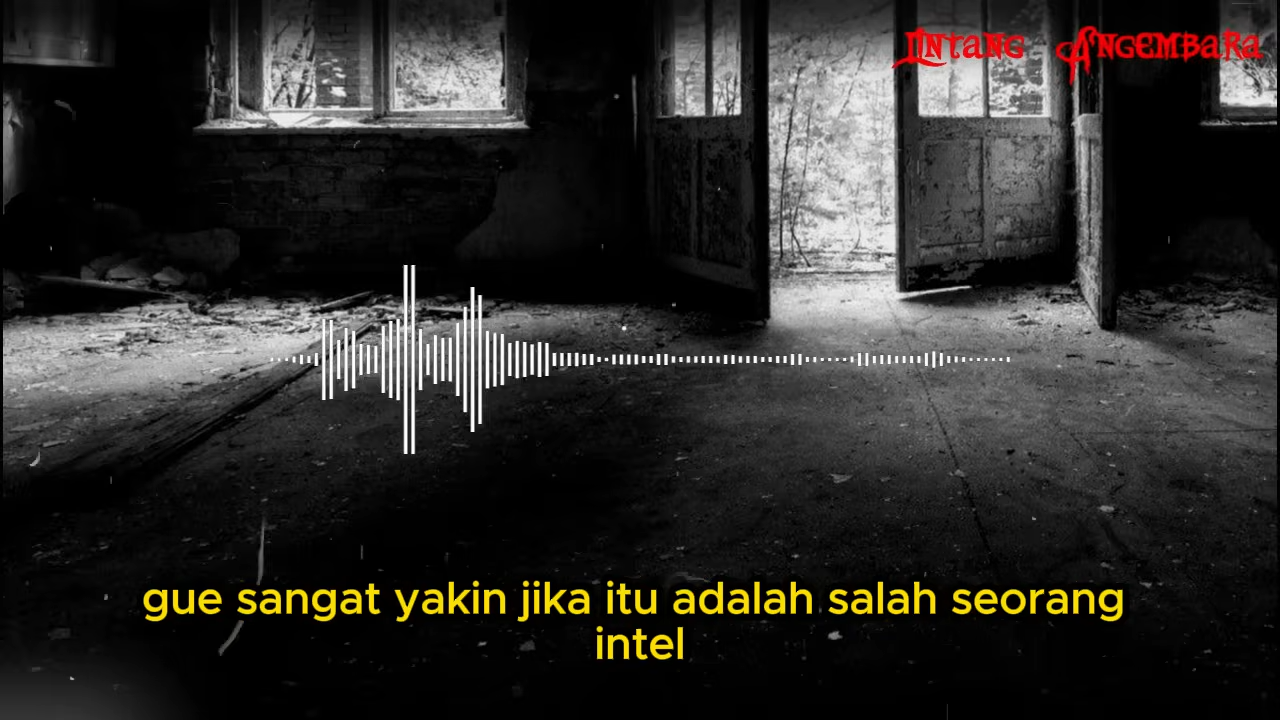 Lintang Angembara
gue sangat yakin jika itu adalah salah seorang
intel